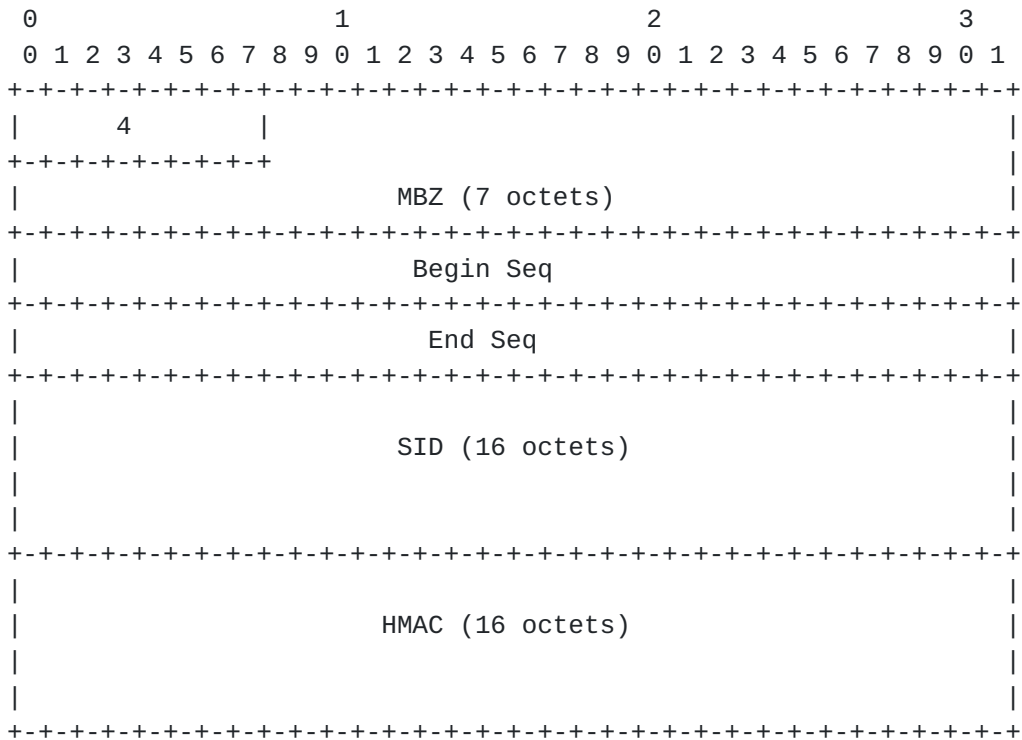 0                   1                   2                   3
 0 1 2 3 4 5 6 7 8 9 0 1 2 3 4 5 6 7 8 9 0 1 2 3 4 5 6 7 8 9 0 1
+-+-+-+-+-+-+-+-+-+-+-+-+-+-+-+-+-+-+-+-+-+-+-+-+-+-+-+-+-+-+-+-+
|      4        |                                               |
+-+-+-+-+-+-+-+-+                                               |
|                        MBZ (7 octets)                         |
+-+-+-+-+-+-+-+-+-+-+-+-+-+-+-+-+-+-+-+-+-+-+-+-+-+-+-+-+-+-+-+-+
|                         Begin Seq                             |
+-+-+-+-+-+-+-+-+-+-+-+-+-+-+-+-+-+-+-+-+-+-+-+-+-+-+-+-+-+-+-+-+
|                          End Seq                              |
+-+-+-+-+-+-+-+-+-+-+-+-+-+-+-+-+-+-+-+-+-+-+-+-+-+-+-+-+-+-+-+-+
|                                                               |
|                        SID (16 octets)                        |
|                                                               |
|                                                               |
+-+-+-+-+-+-+-+-+-+-+-+-+-+-+-+-+-+-+-+-+-+-+-+-+-+-+-+-+-+-+-+-+
|                                                               |
|                       HMAC (16 octets)                        |
|                                                               |
|                                                               |
+-+-+-+-+-+-+-+-+-+-+-+-+-+-+-+-+-+-+-+-+-+-+-+-+-+-+-+-+-+-+-+-+